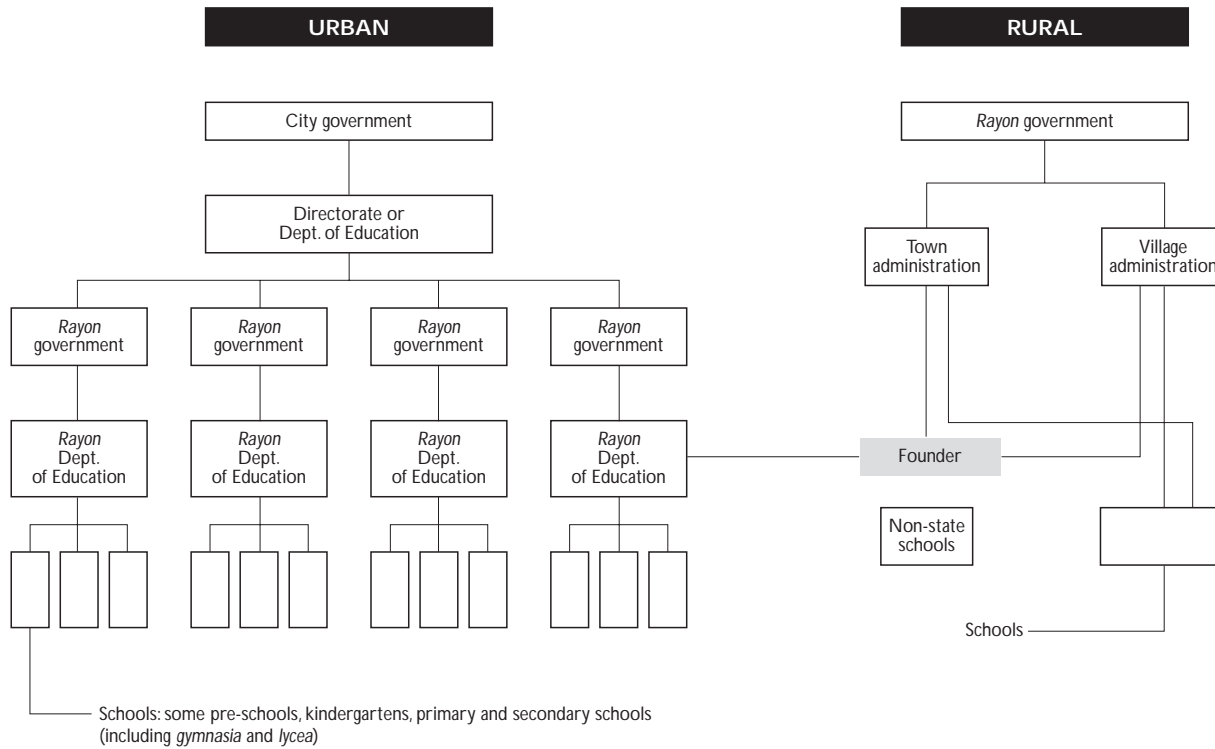 URBAN
City government
Directorate or
Dept. of Education
Rayon
government
Rayon
government
Rayon
government
Rayon
government
Rayon
Dept.
of Education
Rayon
Dept.
of Education
Rayon
Dept.
of Education
Rayon
Dept.
of Education
Schools: some pre-schools, kindergartens, primary and secondary schools
(including gymnasia and lycea)
RURAL
Rayon government
Town
administration
Village
administration
Founder
Non-state
schools
Schools